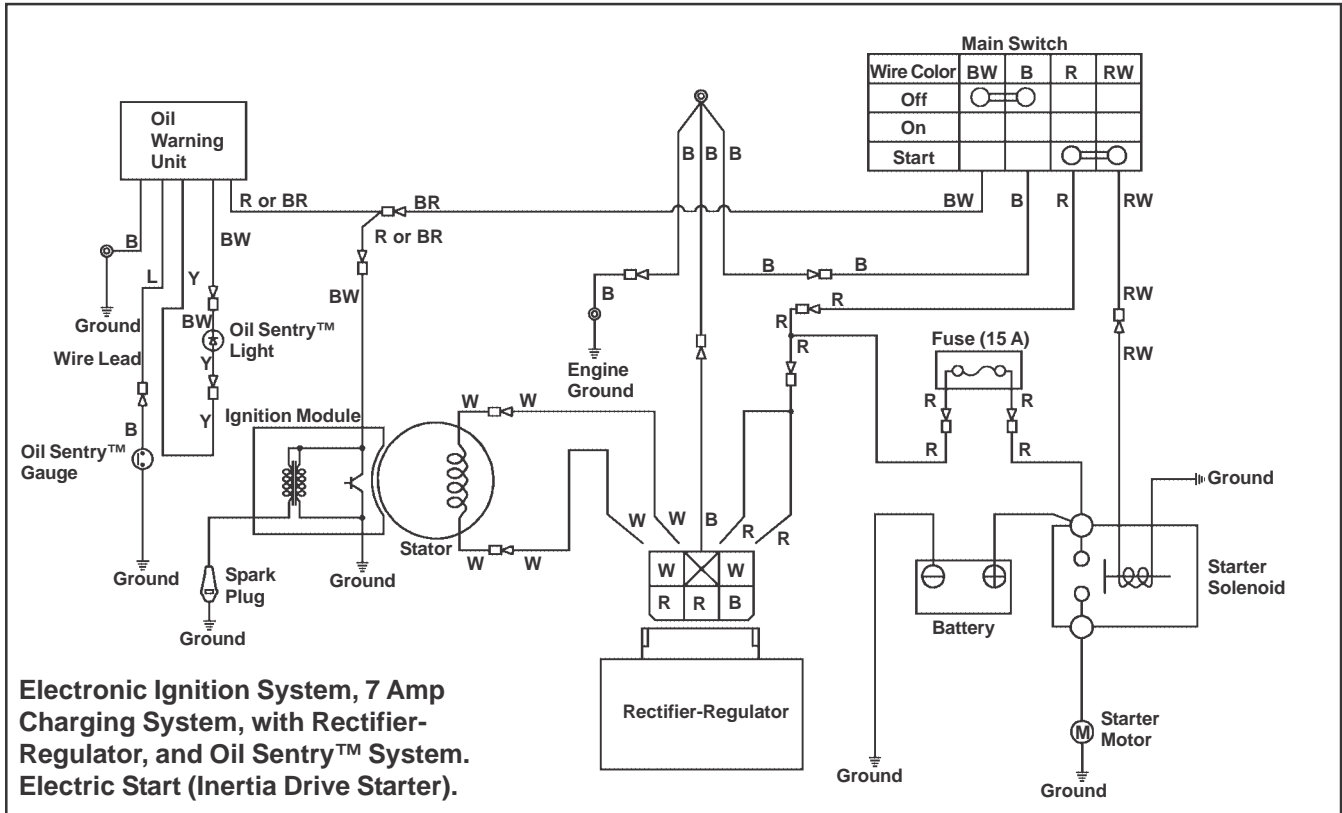 Main Switch
Wire Color BW B R RW
Off
On
Start
Oil
Warning
Unit
B B B
R or BR BR BW B R RW
R or BR
B BW
L Y
BW
B B
B
R RW
R
R
RW
Ground
BW
Oil Sentry™
Light
Wire Lead
Y
Y
B
Engine
Ground
Fuse (15 A)
R R
R R
Ignition Module
W W
Oil Sentry™
Gauge
Ground
W W B R R
W W
Stator
Ground
Spark
Plug
Ground
Ground
W W
R R B
Battery
Starter
Solenoid
Rectifier-Regulator
M
Starter
Motor
Ground
Ground
Electronic Ignition System, 7 Amp
Charging System, with Rectifier-
Regulator, and Oil Sentry™ System.
Electric Start (Inertia Drive Starter).